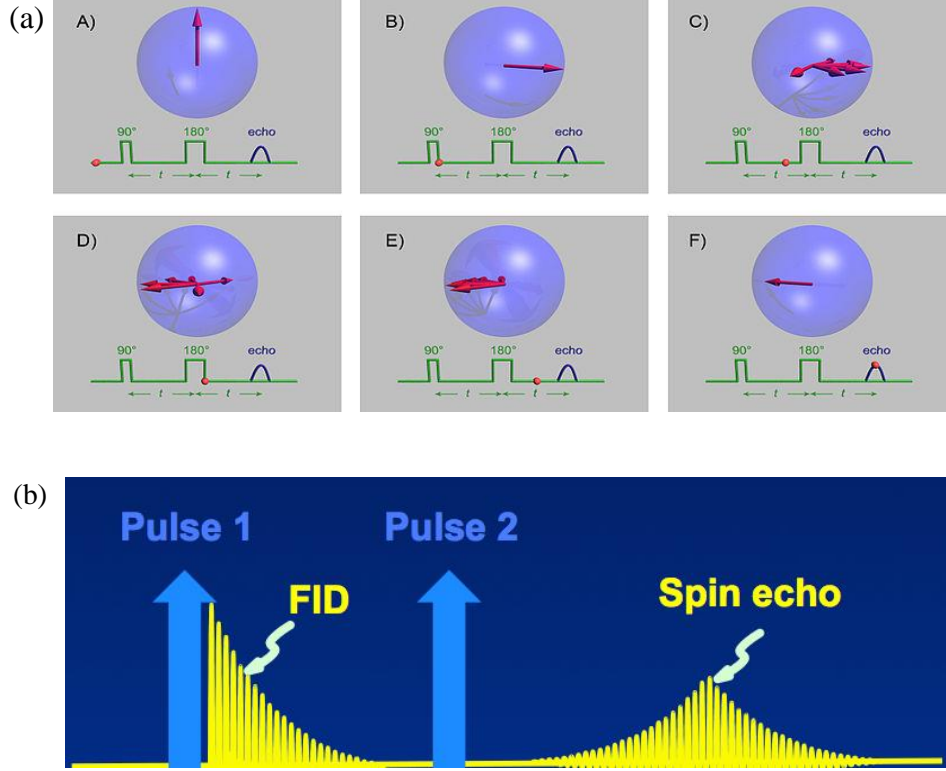 (a)
A)
90° 180° echo
t t
B)
90° 180° echo
t t
C)
90° 180° echo
t t
D)
90° 180° echo
t t
E)
90° 180° echo
t t
F)
90° 180° echo
t t
(b)
Pulse 1
Pulse 2
FID
Spin echo